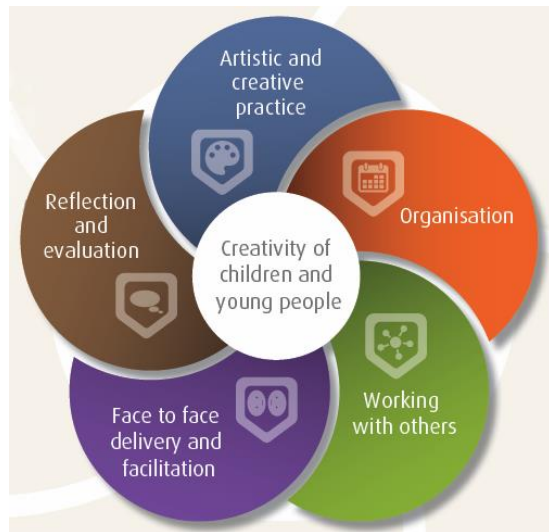 Artistic and
creative
practice
Organisation
Working
with others
Face to face
delivery and
facilitation
Reflection
and
evaluation
Creativity of
children and
young people